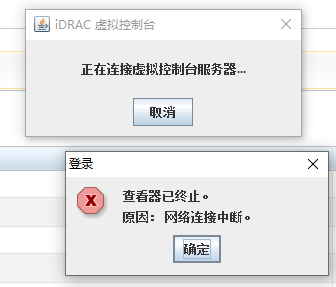 iDRAC 虚拟控制台
正在连接虚拟控制台服务器...
取消
登录
查看器已终止。
原因: 网络连接中断。
确定